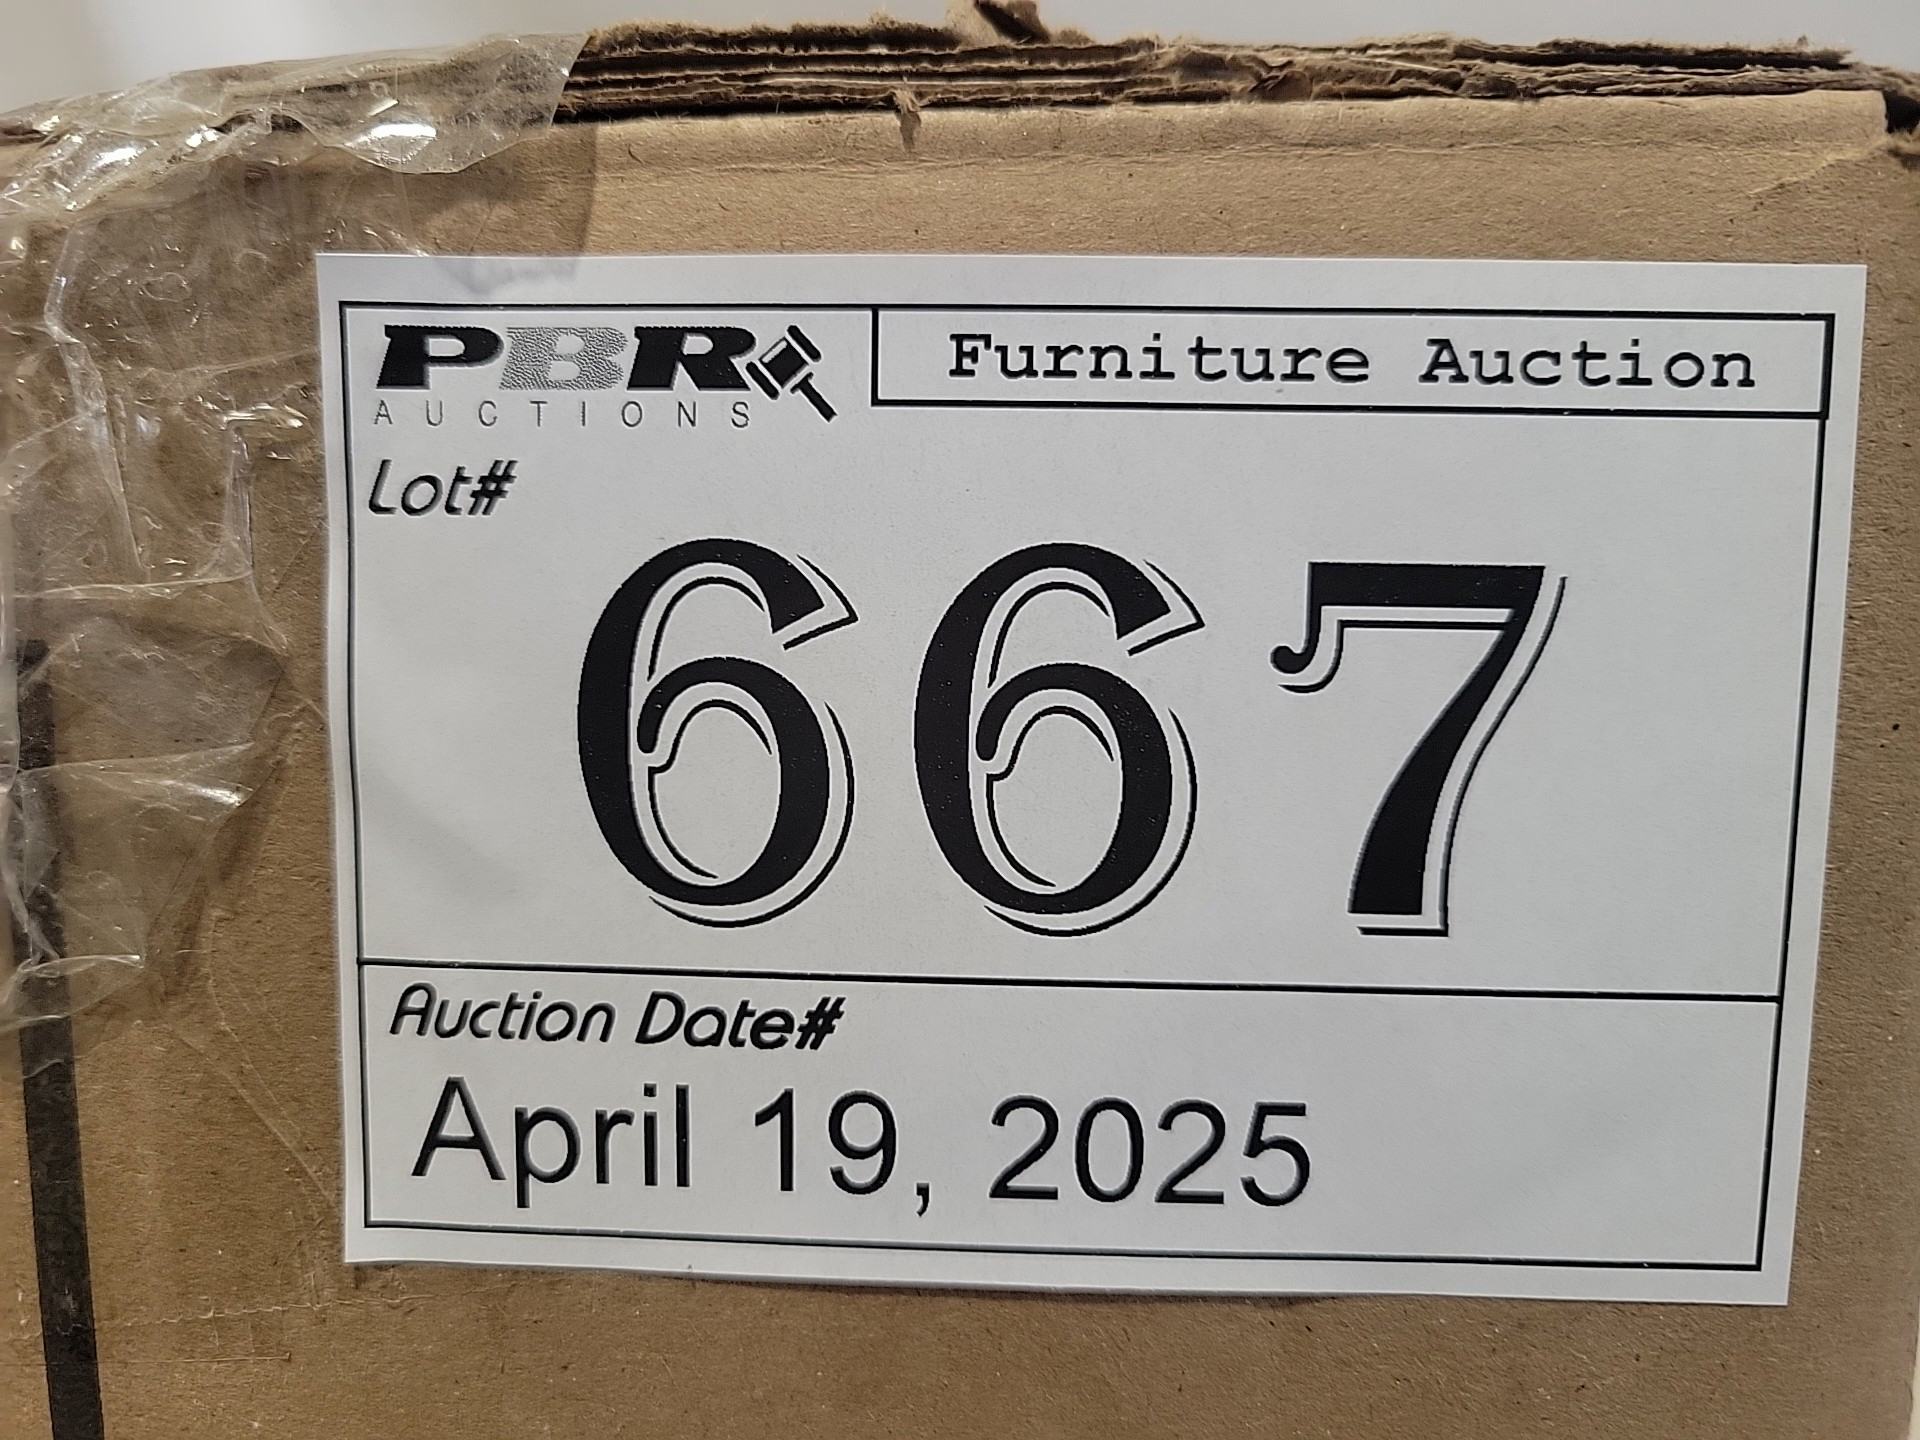 PBR
AUCTIONS
Furniture Auction
Lot#
667
Auction Date#
April 19, 2025